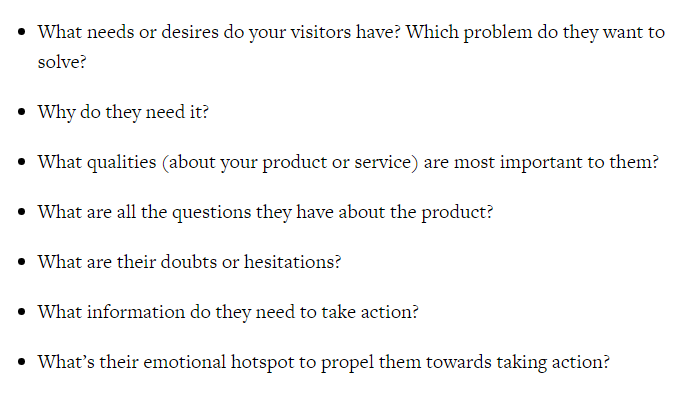 • What needs or desires do your visitors have? Which problem do they want to
solve?
• Why do they need it?
• What qualities (about your product or service) are most important to them?
• What are all the questions they have about the product?
• What are their doubts or hesitations?
• What information do they need to take action?
• What’s their emotional hotspot to propel them towards taking action?